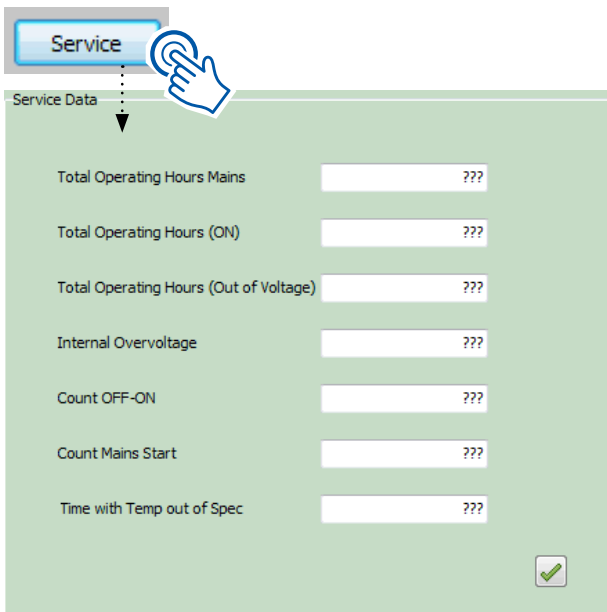 Service
Service Data
Total Operating Hours Mains ???
Total Operating Hours (ON) ???
Total Operating Hours (Out of Voltage) ???
Internal Overvoltage ???
Count OFF-ON ???
Count Mains Start ???
Time with Temp out of Spec ???